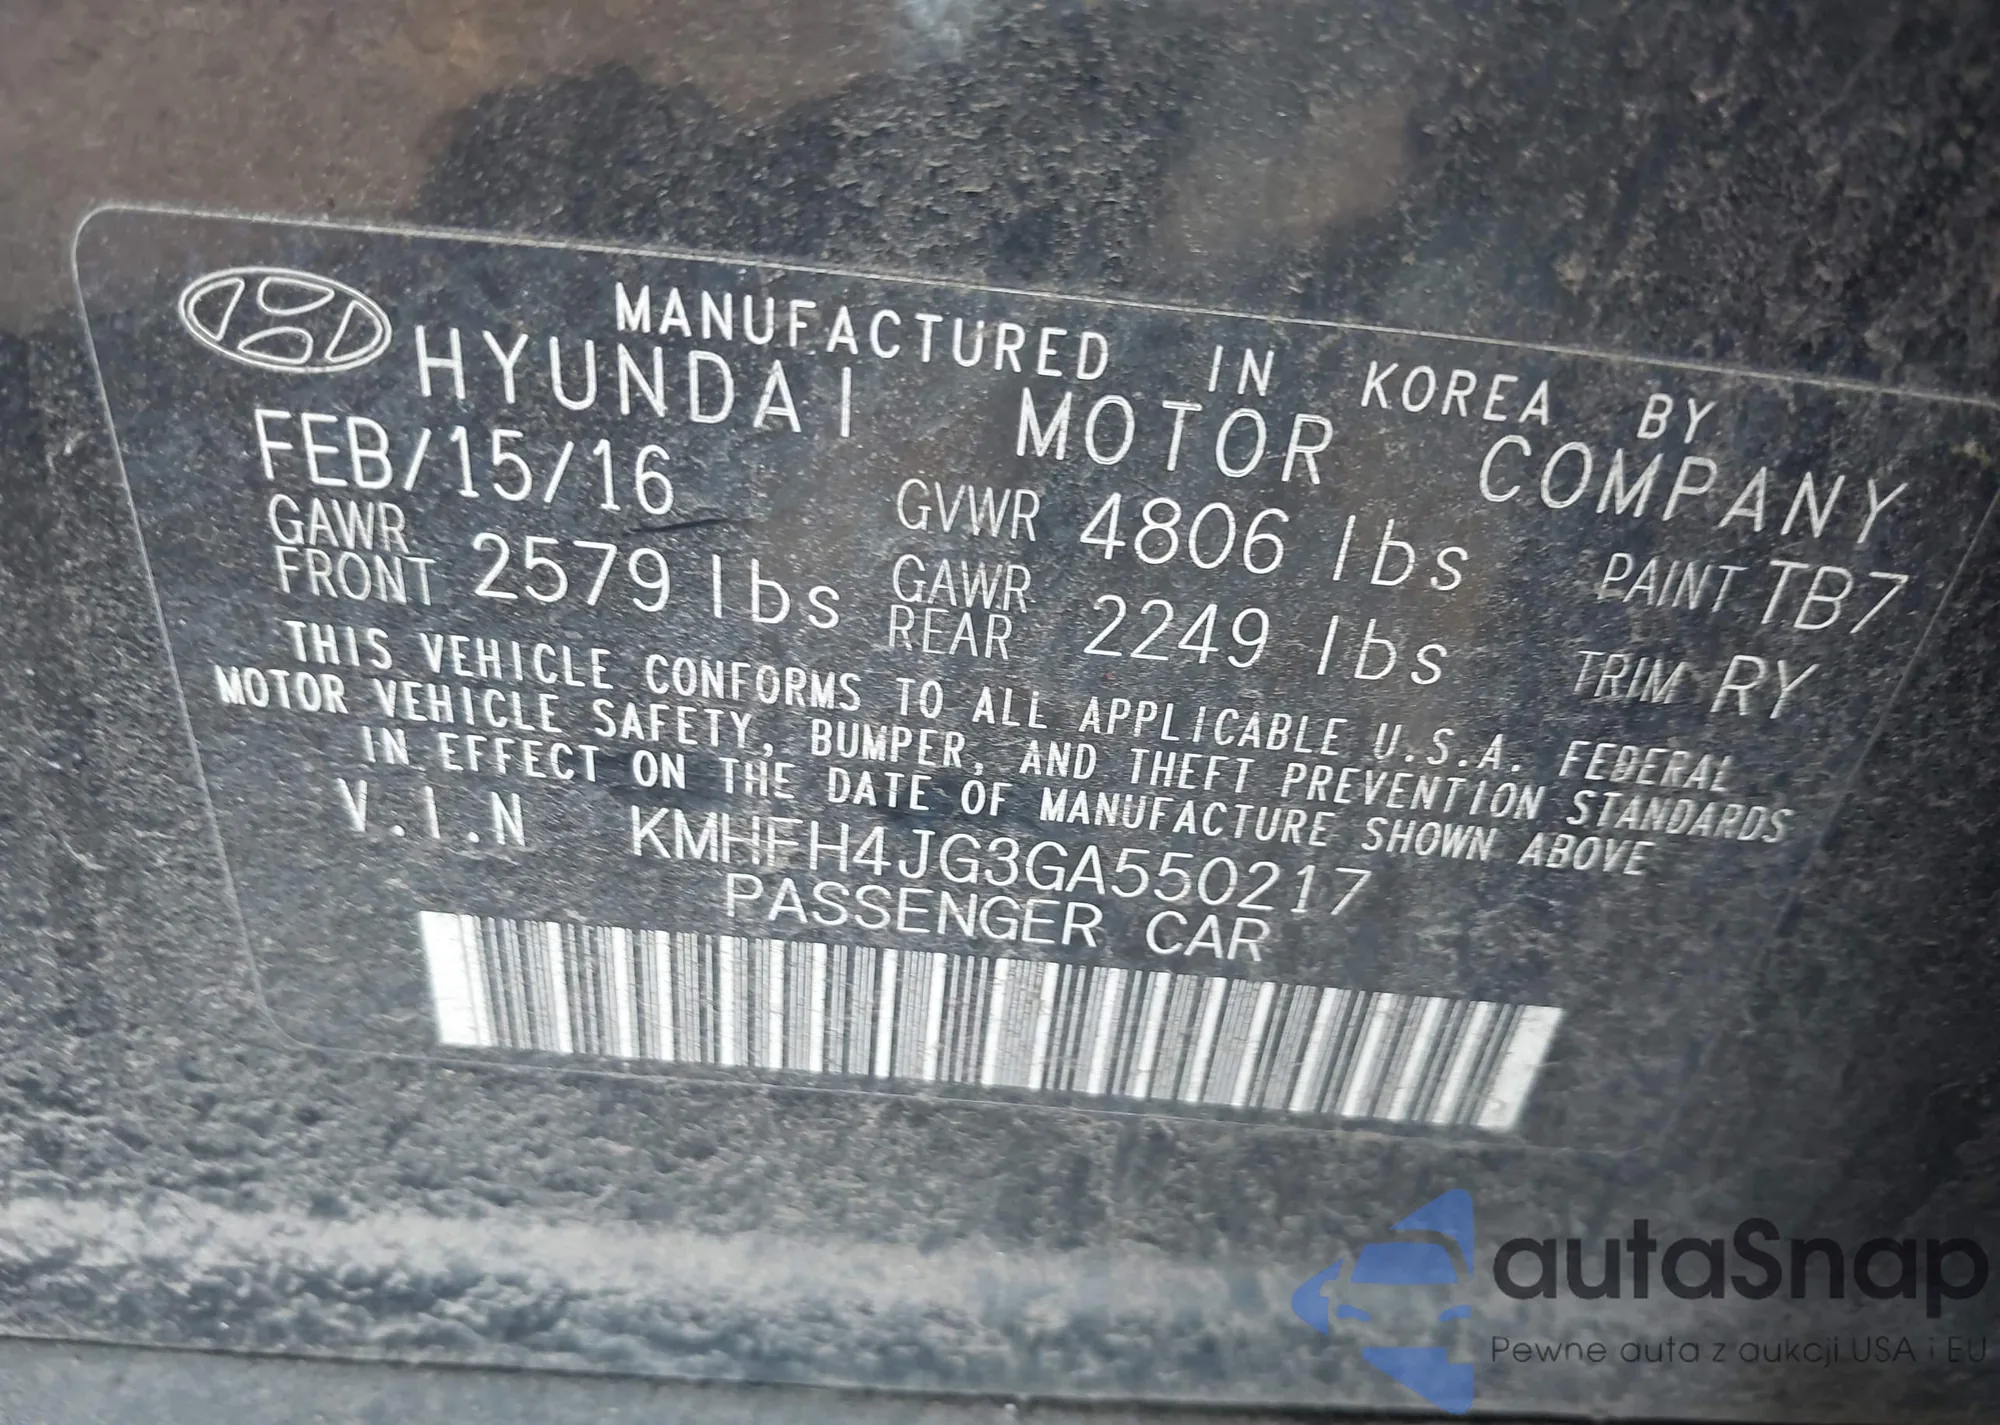 MANUFACTURED IN KOREA BY
HYUNDAI MOTOR COMPANY
FEB/15/16 GVWR 4806 lbs PAINT TB7
GAWR FRONT 2579 lbs GAWR REAR 2249 lbs TRIM RY
THIS VEHICLE CONFORMS TO ALL APPLICABLE U.S.A. FEDERAL
MOTOR VEHICLE SAFETY, BUMPER, AND THEFT PREVENTION STANDARDS
IN EFFECT ON THE DATE OF MANUFACTURE SHOWN ABOVE
V.I.N KMHFH4JG3GA550217
PASSENGER CAR
autaSnap
Pewne auta z aukcji USA i EU